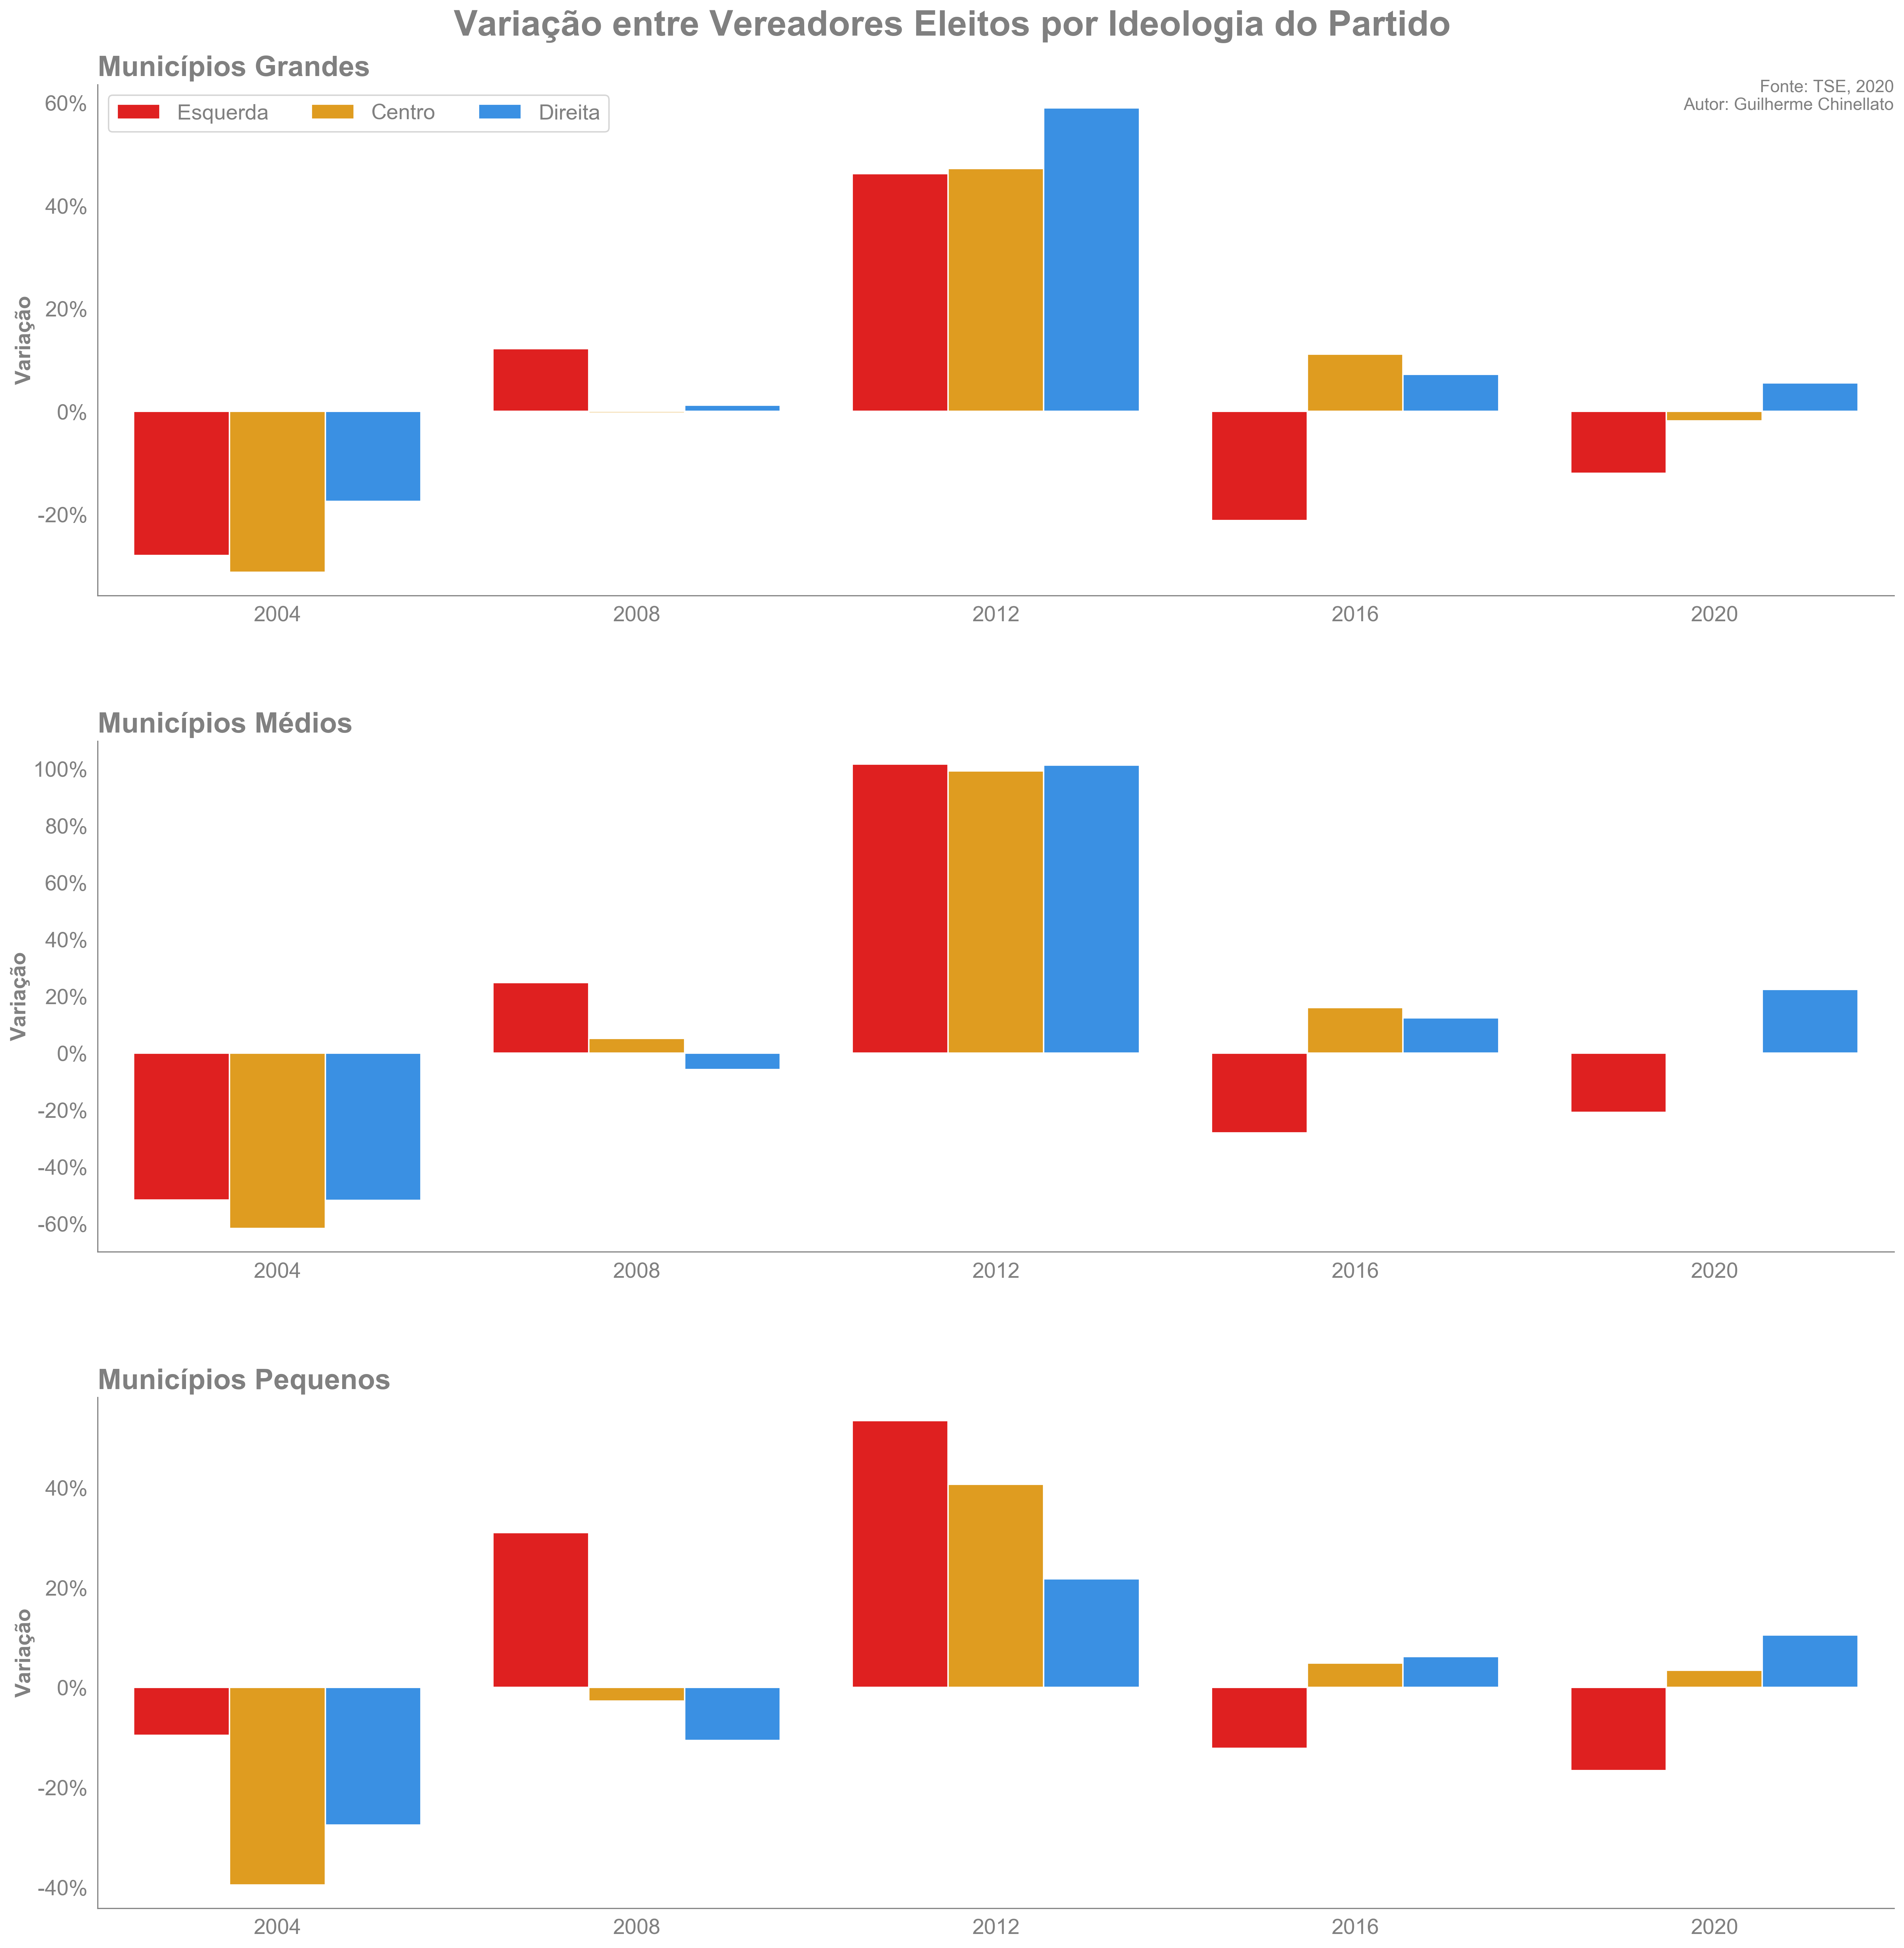 Variação entre Vereadores Eleitos por Ideologia do Partido
Municípios Grandes
Fonte: TSE, 2020
Autor: Guilherme Chinellato
Esquerda Centro Direita
Variação
60%
40%
20%
0%
-20%
2004 2008 2012 2016 2020
Municípios Médios
Variação
100%
80%
60%
40%
20%
0%
-20%
-40%
-60%
2004 2008 2012 2016 2020
Municípios Pequenos
Variação
40%
20%
0%
-20%
-40%
2004 2008 2012 2016 2020